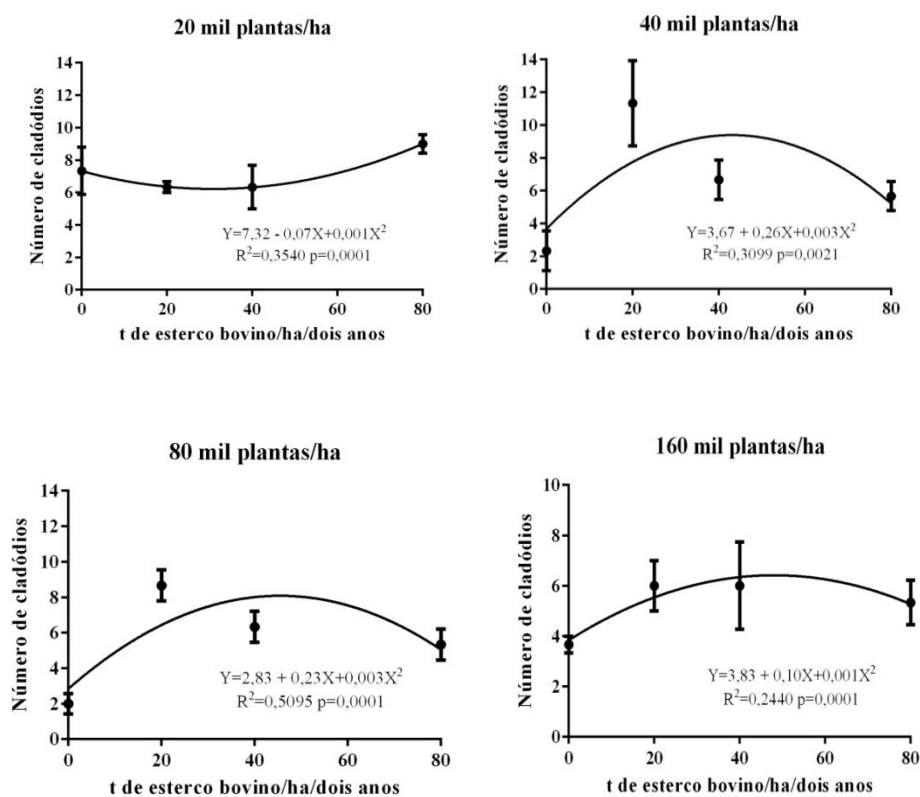 20 mil plantas/ha
14
12
10
8
6
4
2
0
Número de cladódios
Y=7,32 - 0,07X+0,001X²
R²=0,3540 p=0,0001
0 20 40 60 80
t de esterco bovino/ha/dois anos
40 mil plantas/ha
14
12
10
8
6
4
2
0
Número de cladódios
Y=3,67 + 0,26X+0,003X²
R²=0,3099 p=0,0021
0 20 40 60 80
t de esterco bovino/ha/dois anos
80 mil plantas/ha
14
12
10
8
6
4
2
0
Número de cladódios
Y=2,83 + 0,23X+0,003X²
R²=0,5095 p=0,0001
0 20 40 60 80
t de esterco bovino/ha/dois anos
160 mil plantas/ha
10
8
6
4
2
0
Número de cladódios
Y=3,83 + 0,10X+0,001X²
R²=0,2440 p=0,0001
0 20 40 60 80
t de esterco bovino/ha/dois anos